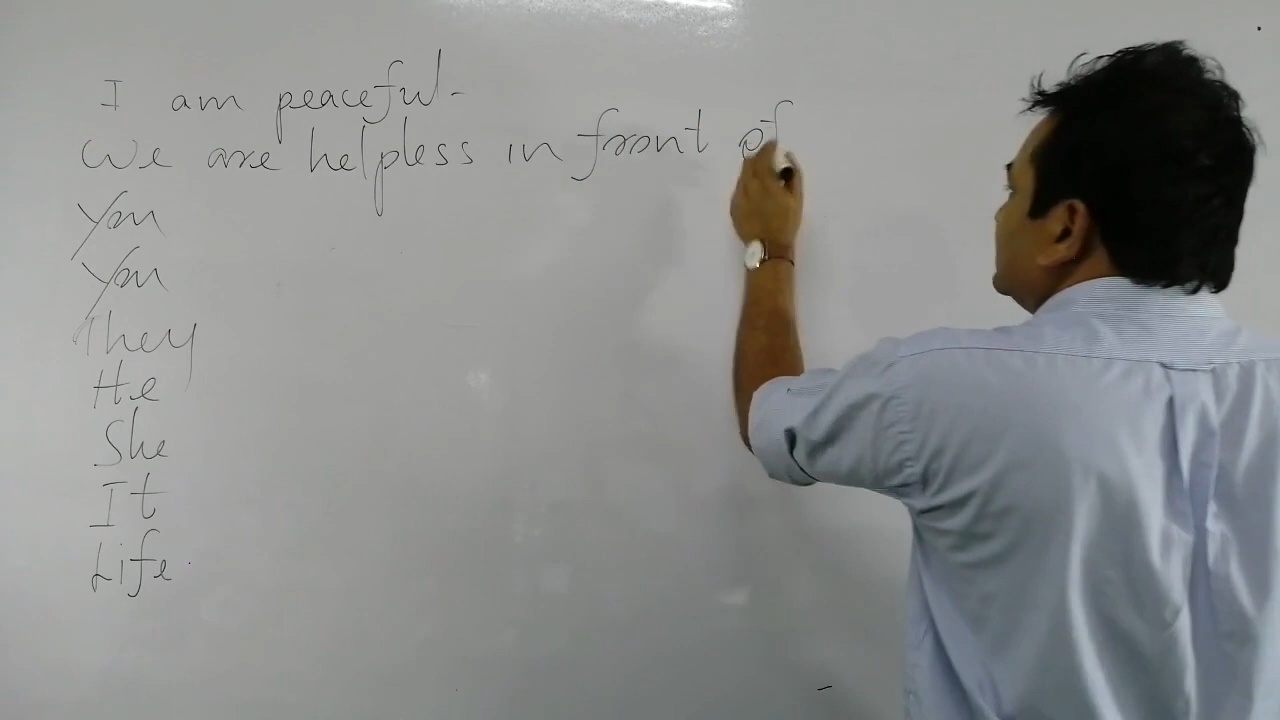 I am peaceful.
We are helpless in front of
You
You
They
He
She
It
Life